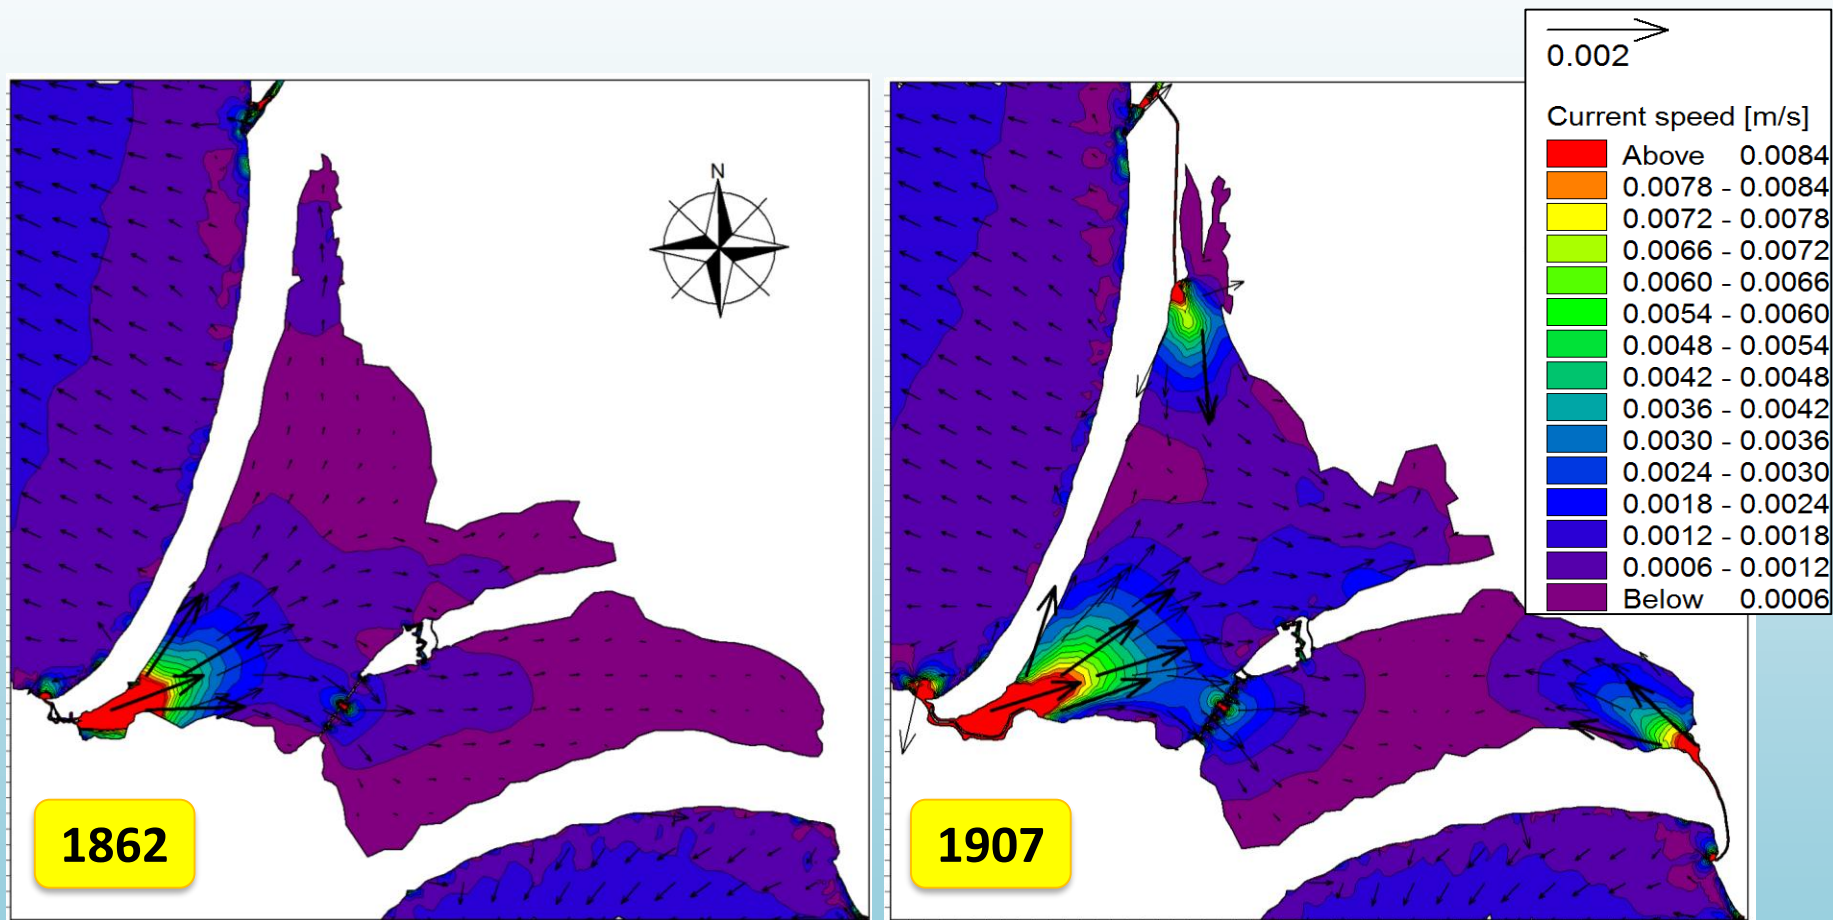 0.002
Current speed [m/s]
Above 0.0084
0.0078 - 0.0084
0.0072 - 0.0078
0.0066 - 0.0072
0.0060 - 0.0066
0.0054 - 0.0060
0.0048 - 0.0054
0.0042 - 0.0048
0.0036 - 0.0042
0.0030 - 0.0036
0.0024 - 0.0030
0.0018 - 0.0024
0.0012 - 0.0018
0.0006 - 0.0012
Below 0.0006
N
1862
1907